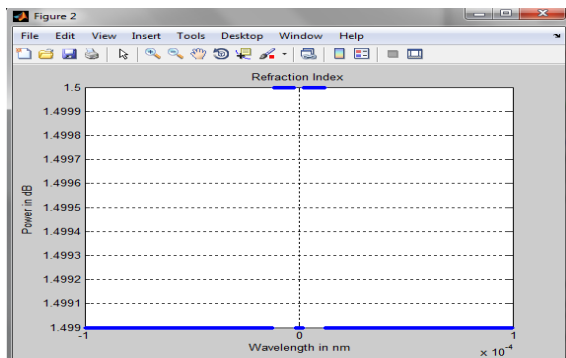 Figure 2
File Edit View Insert Tools Desktop Window Help
Refraction Index
1.5
1.4999
1.4998
1.4997
1.4996
1.4995
1.4994
1.4993
1.4992
1.4991
1.499
Power in dB
-1 0 1
Wavelength in nm
x 10⁻⁴